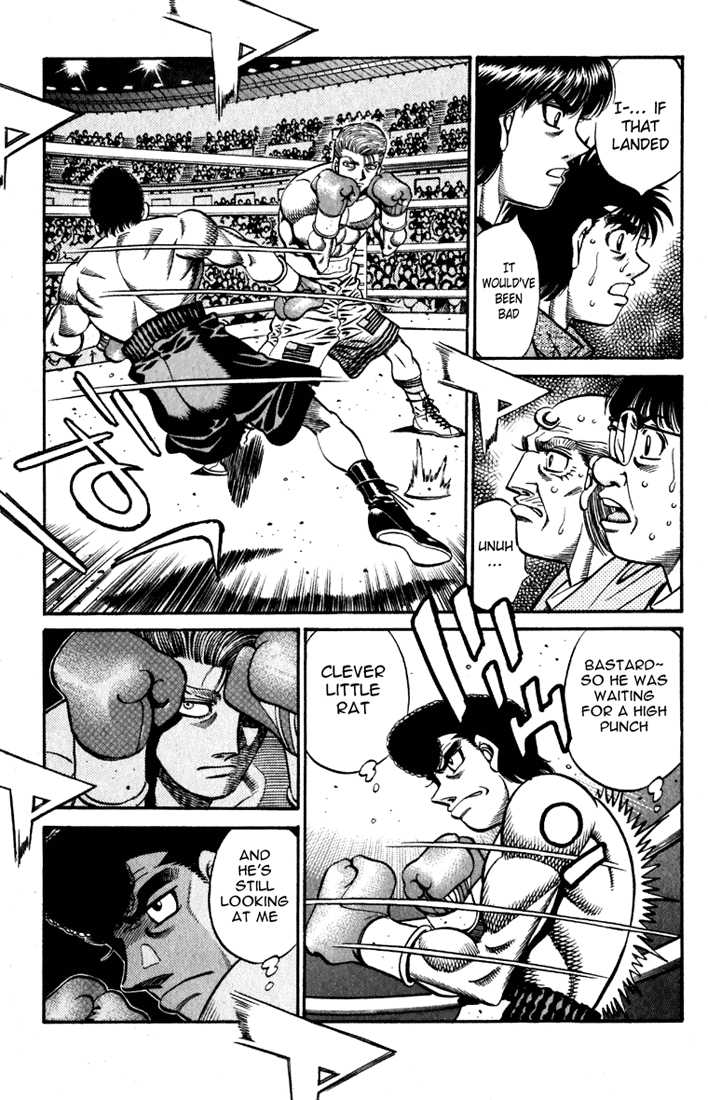 I-... IF
THAT
LANDED
IT
WOULD'VE
BEEN
BAD
UNUH
...
BASTARD~
SO HE WAS
WAITING
FOR A HIGH
PUNCH
CLEVER
LITTLE
RAT
AND
HE'S
STILL
LOOKING
AT ME